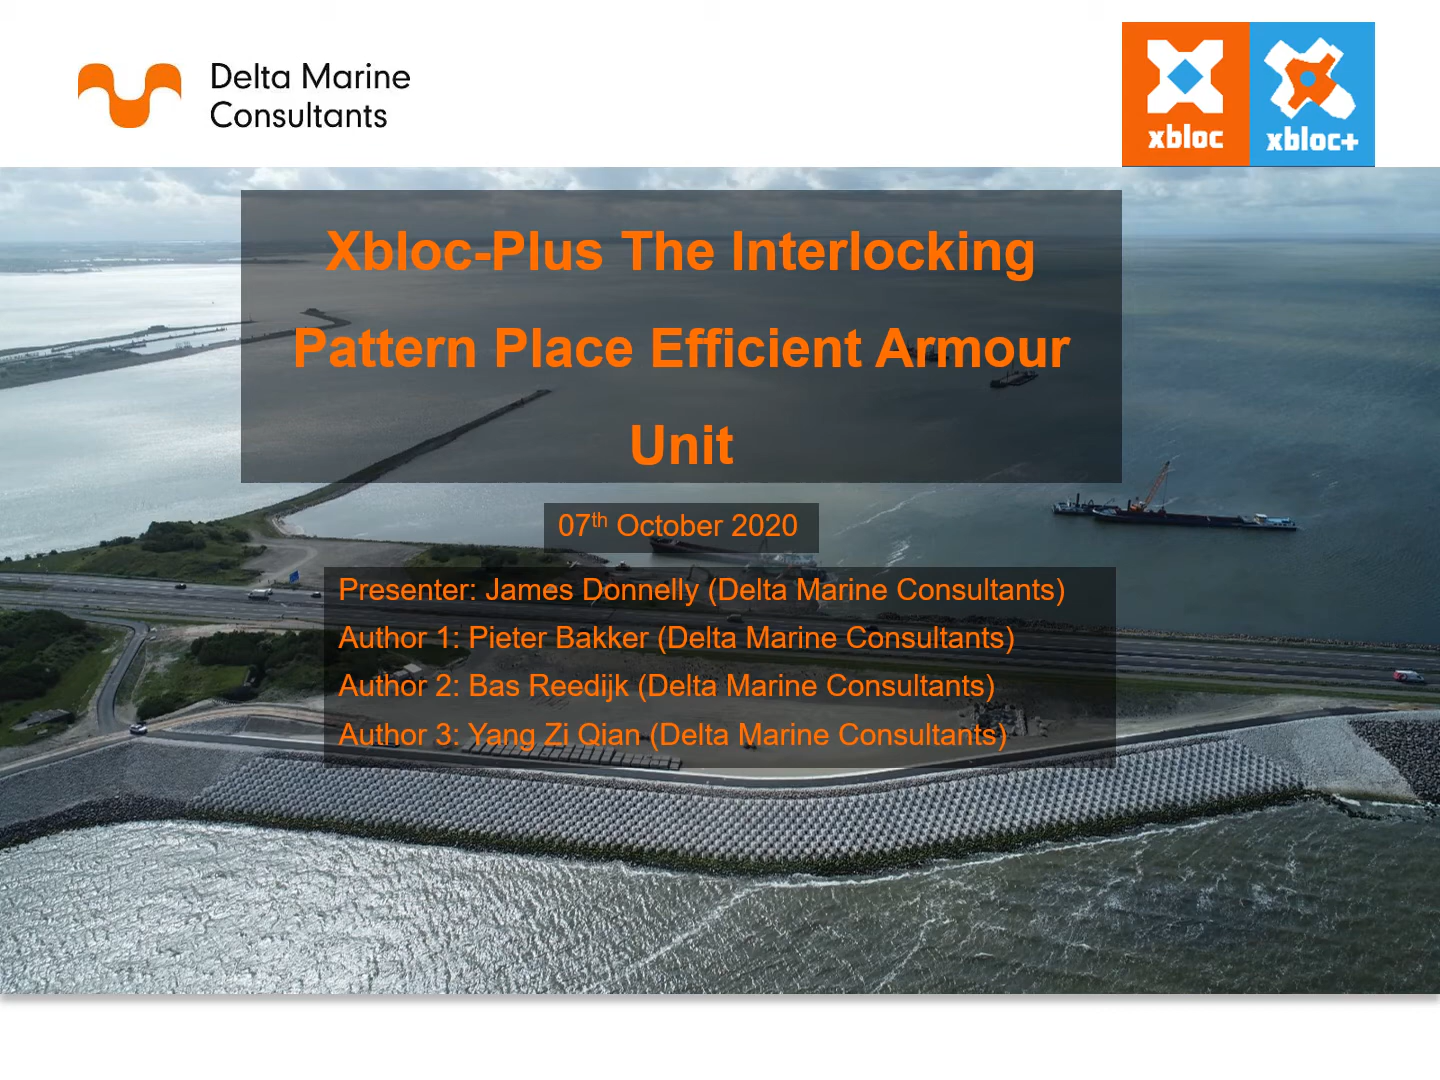 Delta Marine
Consultants
xbloc
xbloc+
Xbloc-Plus The Interlocking
Pattern Place Efficient Armour
Unit
07th October 2020
Presenter: James Donnelly (Delta Marine Consultants)
Author 1: Pieter Bakker (Delta Marine Consultants)
Author 2: Bas Reedijk (Delta Marine Consultants)
Author 3: Yang Zi Qian (Delta Marine Consultants)